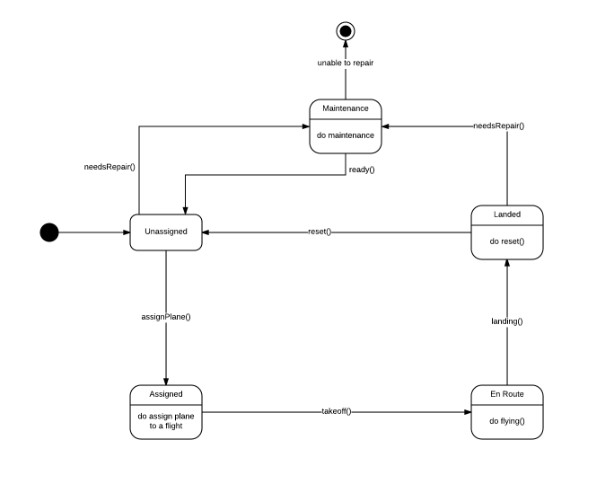 unable to repair
Maintenance
do maintenance
needsRepair()
needsRepair()
ready()
Unassigned
reset()
Landed
do reset()
assignPlane()
landing()
Assigned
do assign plane
to a flight
takeoff()
En Route
do flying()